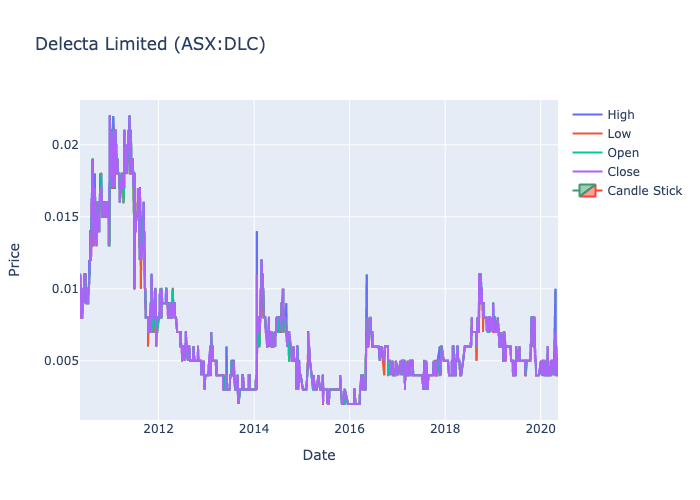 Delecta Limited (ASX:DLC)
High
Low
Open
Close
Candle Stick
0.02
0.015
0.01
0.005
Price
2012
2014
2016
2018
2020
Date